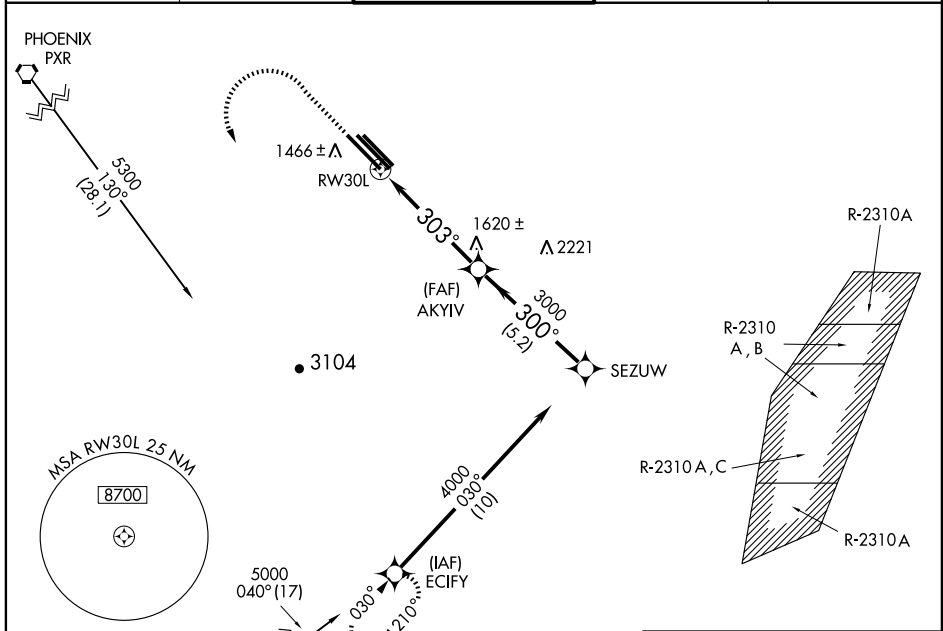 PHOENIX
PXR
5300
130°
(28.1)
1466 ±
RW30L
303°
1620 ±
2221
(FAF)
AKYIV
3000
300°
(5.2)
SEZUW
3104
R-2310A
R-2310
A, B
R-2310 A, C
R-2310A
MSA RW30L 25 NM
8700
4000
030°
(10)
(IAF)
ECIFY
5000
040° (17)
030°
210°